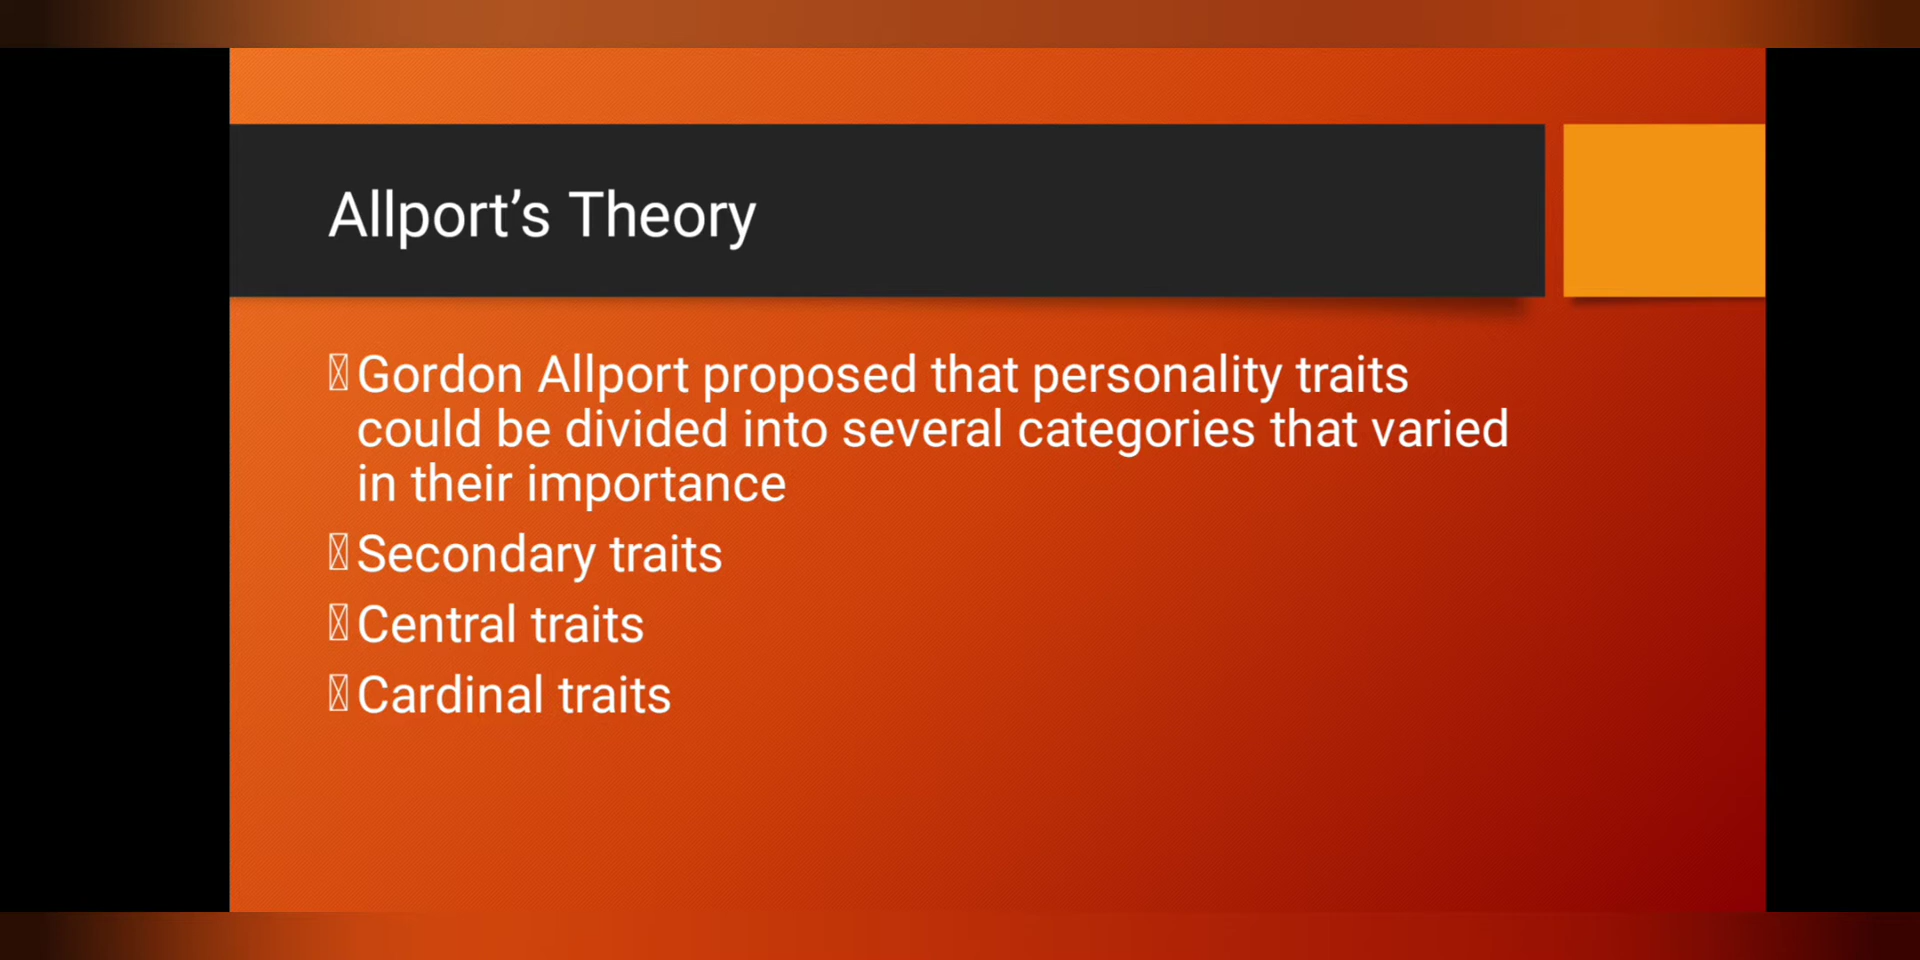 Allport’s Theory
Gordon Allport proposed that personality traits
could be divided into several categories that varied
in their importance
Secondary traits
Central traits
Cardinal traits